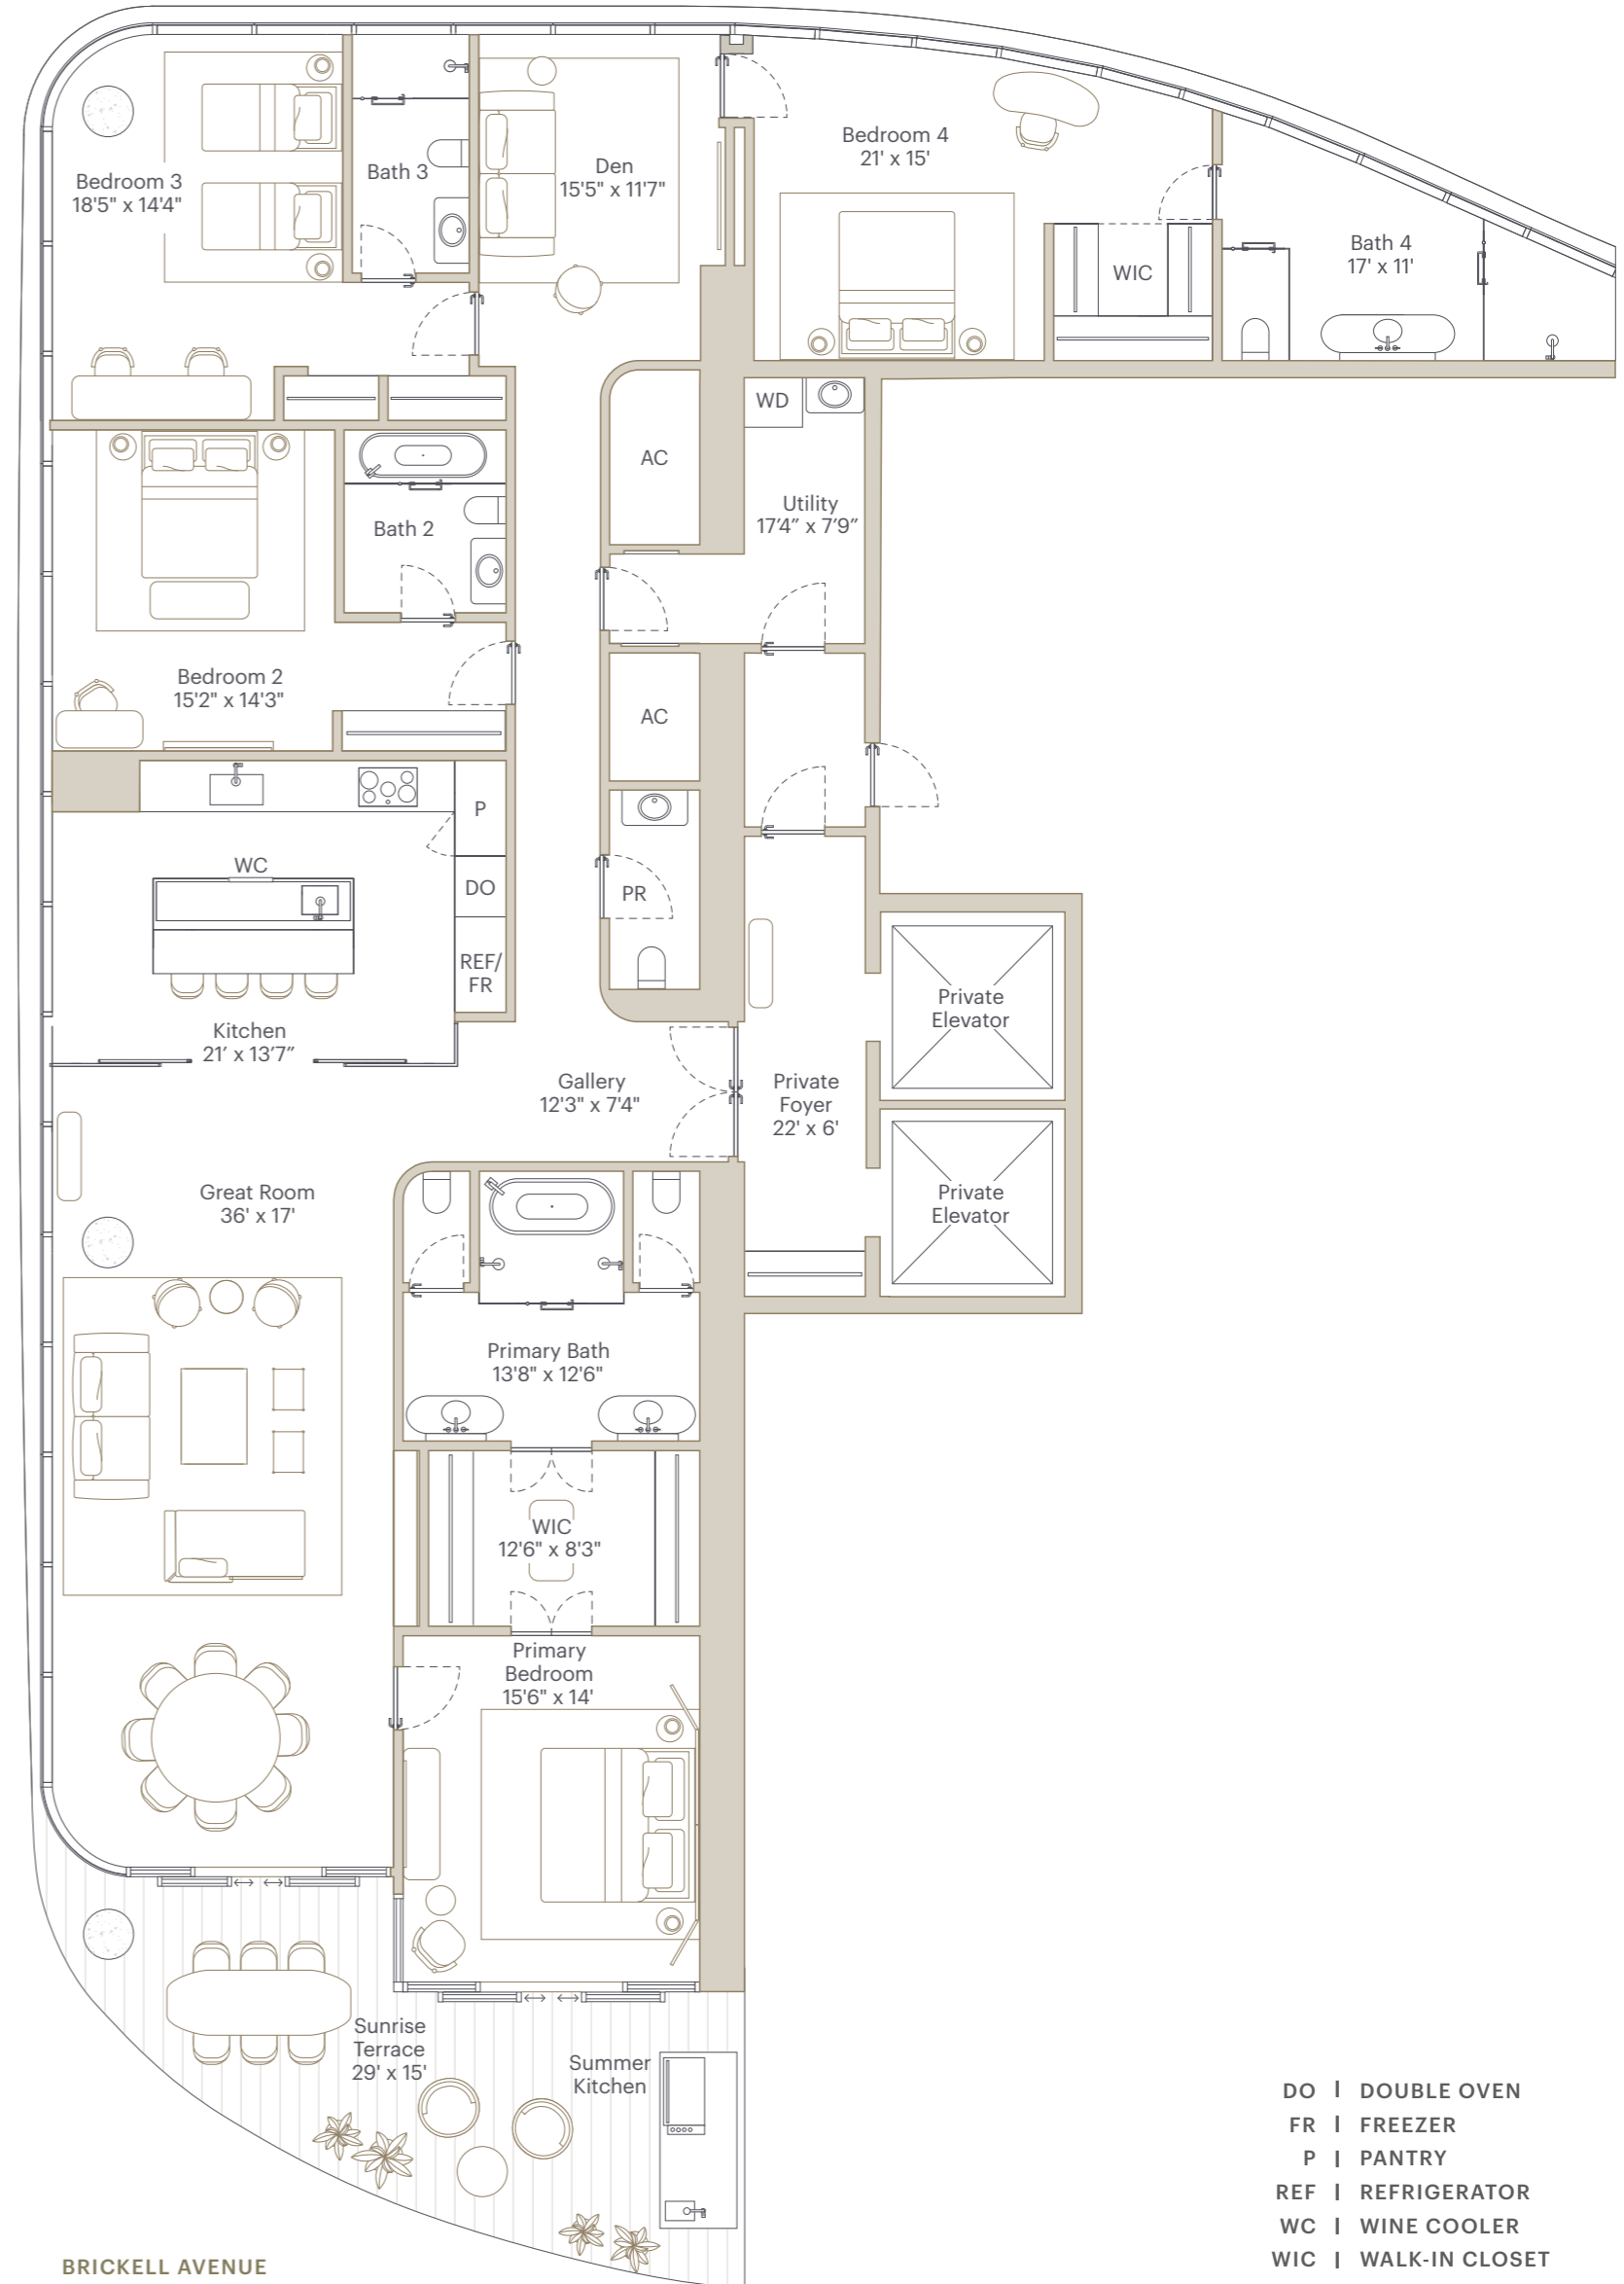 Bedroom 3
18'5" x 14'4"
Bath 3
Den
15'5" x 11'7"
Bedroom 4
21' x 15'
WIC
Bath 4
17' x 11'
WD
AC
Utility
17′4″ x 7′9″
Bath 2
Bedroom 2
15'2" x 14'3"
AC
P
WC
DO
PR
REF/
FR
Kitchen
21′ x 13′7″
Private
Elevator
Gallery
12'3" x 7'4"
Private
Foyer
22' x 6'
Great Room
36' x 17'
Private
Elevator
Primary Bath
13'8" x 12'6"
WIC
12'6" x 8'3"
Primary
Bedroom
15'6" x 14'
Sunrise
Terrace
29' x 15'
Summer
Kitchen
DO | DOUBLE OVEN
FR | FREEZER
P | PANTRY
REF | REFRIGERATOR
WC | WINE COOLER
WIC | WALK-IN CLOSET
BRICKELL AVENUE